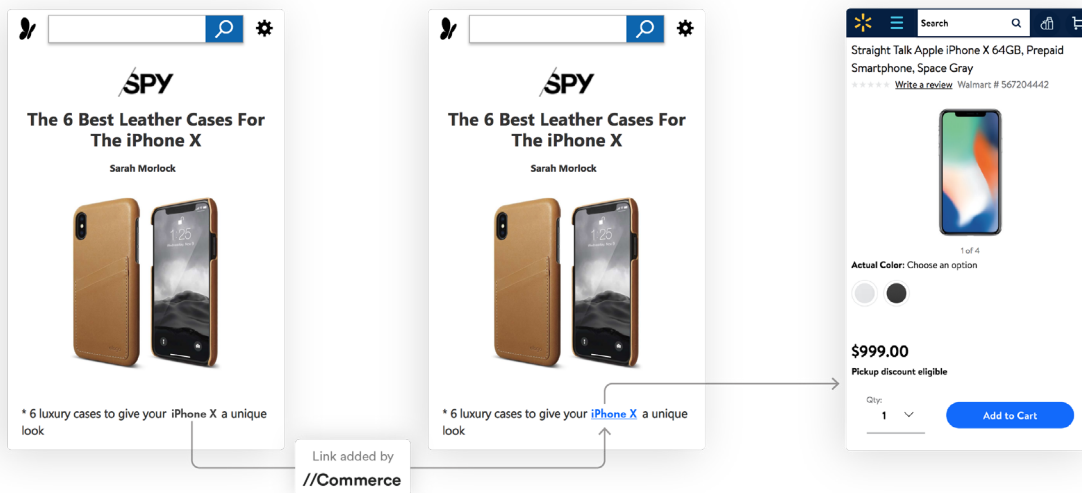 SPY
The 6 Best Leather Cases For
The iPhone X
Sarah Morlock
1:25
* 6 luxury cases to give your iPhone X a unique
look
Link added by
//Commerce
SPY
The 6 Best Leather Cases For
The iPhone X
Sarah Morlock
1:25
* 6 luxury cases to give your iPhone X a unique
look
Search
Straight Talk Apple iPhone X 64GB, Prepaid
Smartphone, Space Gray
Write a review Walmart # 567204442
1 of 4
Actual Color: Choose an option
$999.00
Pickup discount eligible
Qty:
1
Add to Cart